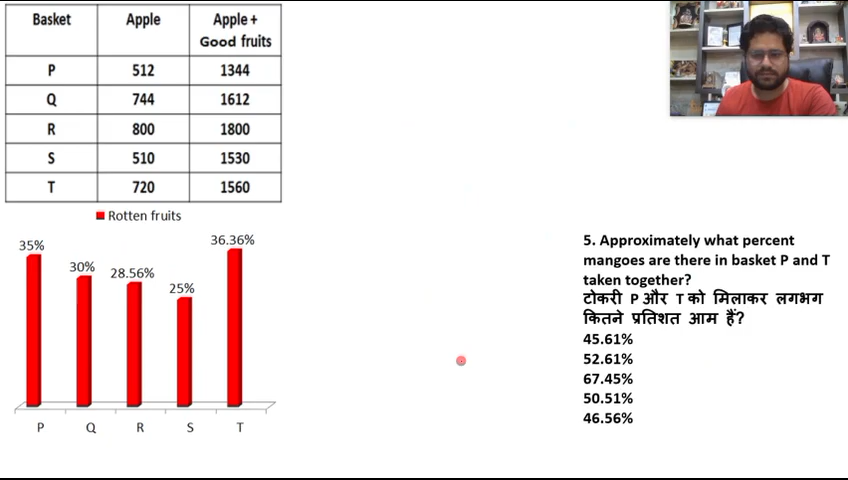 Basket Apple Apple +
Good fruits
P 512 1344
Q 744 1612
R 800 1800
S 510 1530
T 720 1560
Rotten fruits
35%
30%
28.56%
25%
36.36%
P Q R S T
5. Approximately what percent
mangoes are there in basket P and T
taken together?
टोकरी P और T को मिलाकर लगभग
कितने प्रतिशत आम हैं?
45.61%
52.61%
67.45%
50.51%
46.56%